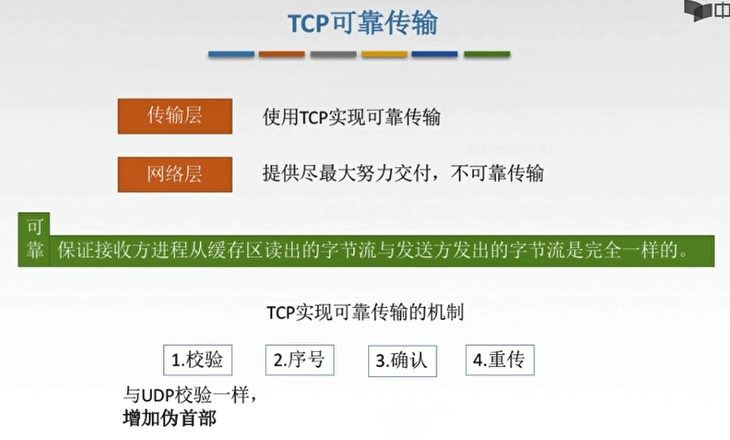 TCP可靠传输
传输层 使用TCP实现可靠传输
网络层 提供尽最大努力交付，不可靠传输
可靠 保证接收方进程从缓存区读出的字节流与发送方发出的字节流是完全一样的。
TCP实现可靠传输的机制
1.校验 2.序号 3.确认 4.重传
与UDP校验一样，
增加伪首部